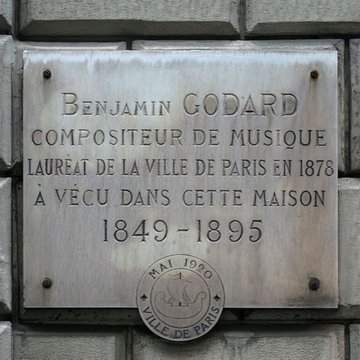 BENJAMIN GODARD
COMPOSITEUR DE MUSIQUE
LAURÉAT DE LA VILLE DE PARIS EN 1878
À VÉCU DANS CETTE MAISON
1849-1895
MAI 1990
VILLE DE PARIS